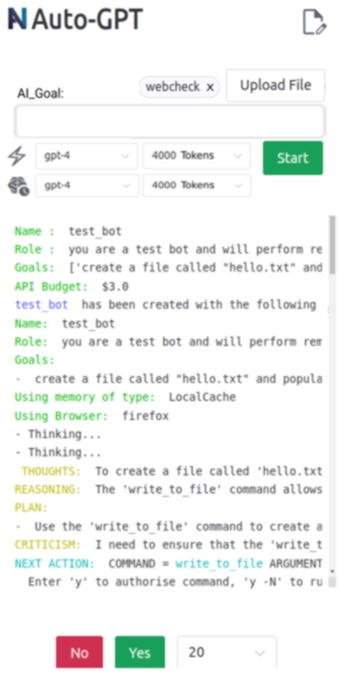 Auto-GPT
AI_Goal:
webcheck x
Upload File
gpt-4
4000 Tokens
Start
gpt-4
4000 Tokens
Name : test_bot
Role : you are a test bot and will perform re
Goals: ['create a file called "hello.txt" and
API Budget: $3.0
test_bot has been created with the following
Name: test_bot
Role: you are a test bot and will perform rem
Goals:
- create a file called "hello.txt" and popula
Using memory of type: LocalCache
Using Browser: firefox
- Thinking...
- Thinking...
THOUGHTS: To create a file called 'hello.txt
REASONING: The 'write_to_file' command allows
PLAN:
- Use the 'write_to_file' command to create a
CRITICISM: I need to ensure that the 'write_t
NEXT ACTION: COMMAND = write_to_file ARGUMENT
Enter 'y' to authorise command, 'y -N' to ru
No
Yes
20